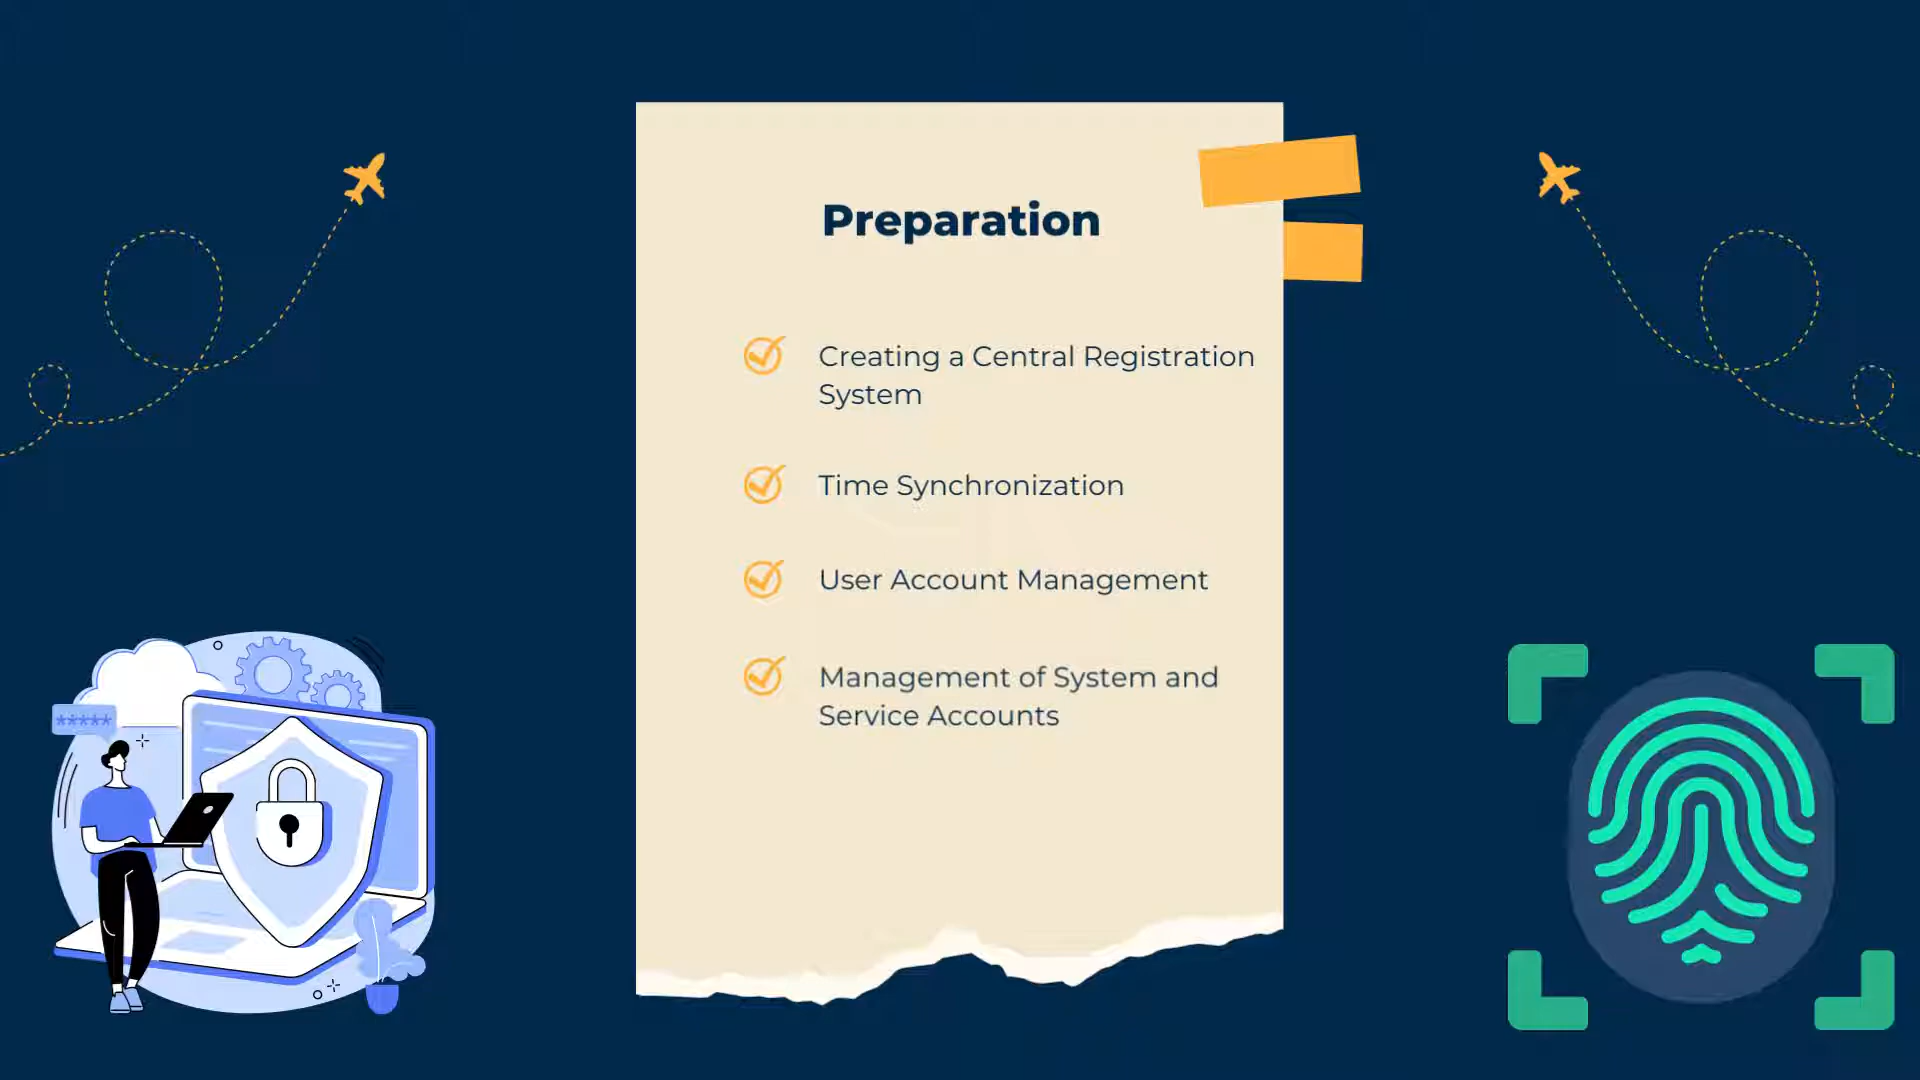 Preparation
Creating a Central Registration
System
Time Synchronization
User Account Management
Management of System and
Service Accounts
*****